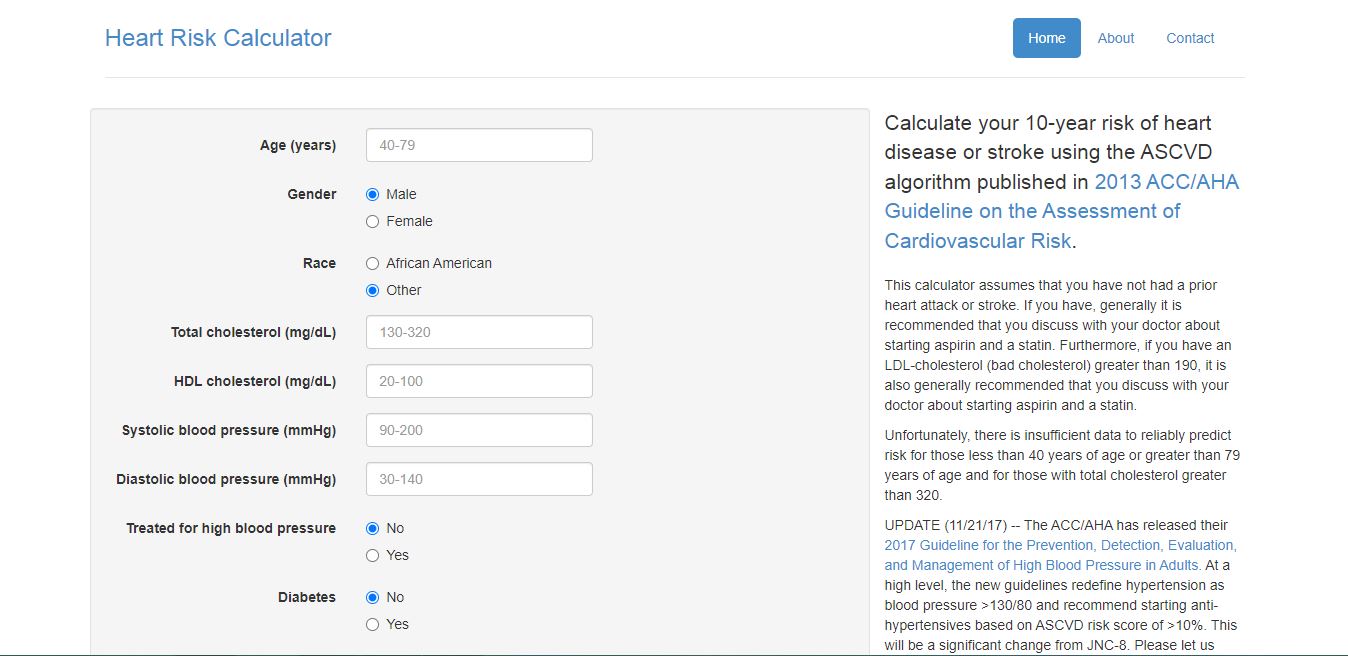 Heart Risk Calculator
Home About Contact
Age (years) 40-79
Gender Male
Female
Race African American
Other
Total cholesterol (mg/dL) 130-320
HDL cholesterol (mg/dL) 20-100
Systolic blood pressure (mmHg) 90-200
Diastolic blood pressure (mmHg) 30-140
Treated for high blood pressure No
Yes
Diabetes No
Yes
Calculate your 10-year risk of heart
disease or stroke using the ASCVD
algorithm published in 2013 ACC/AHA
Guideline on the Assessment of
Cardiovascular Risk.
This calculator assumes that you have not had a prior
heart attack or stroke. If you have, generally it is
recommended that you discuss with your doctor about
starting aspirin and a statin. Furthermore, if you have an
LDL-cholesterol (bad cholesterol) greater than 190, it is
also generally recommended that you discuss with your
doctor about starting aspirin and a statin.
Unfortunately, there is insufficient data to reliably predict
risk for those less than 40 years of age or greater than 79
years of age and for those with total cholesterol greater
than 320.
UPDATE (11/21/17) -- The ACC/AHA has released their
2017 Guideline for the Prevention, Detection, Evaluation,
and Management of High Blood Pressure in Adults. At a
high level, the new guidelines redefine hypertension as
blood pressure >130/80 and recommend starting anti-
hypertensives based on ASCVD risk score of >10%. This
will be a significant change from JNC-8. Please let us